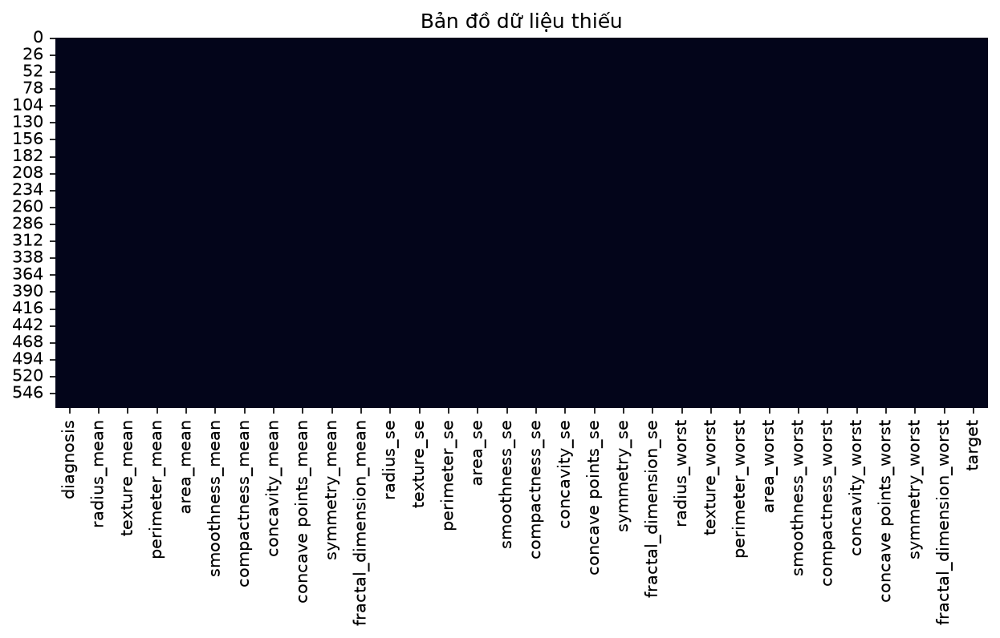 Bản đồ dữ liệu thiếu
0
26
52
78
104
130
156
182
208
234
260
286
312
338
364
390
416
442
468
494
520
546
diagnosis
radius_mean
texture_mean
perimeter_mean
area_mean
smoothness_mean
compactness_mean
concavity_mean
concave points_mean
symmetry_mean
fractal_dimension_mean
radius_se
texture_se
perimeter_se
area_se
smoothness_se
compactness_se
concavity_se
concave points_se
symmetry_se
fractal_dimension_se
radius_worst
texture_worst
perimeter_worst
area_worst
smoothness_worst
compactness_worst
concavity_worst
concave points_worst
symmetry_worst
fractal_dimension_worst
target